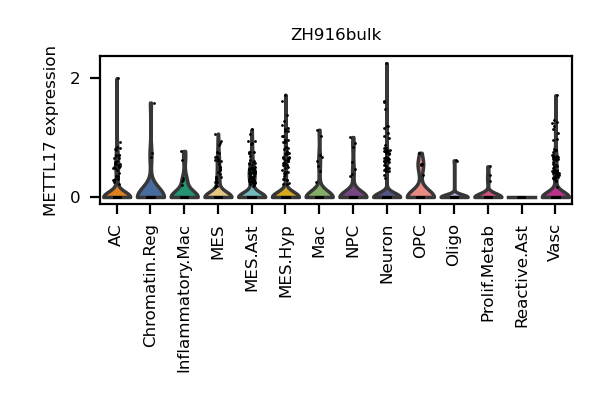 ZH916bulk
METTL17 expression
2
0
AC
Chromatin.Reg
Inflammatory.Mac
MES
MES.Ast
MES.Hyp
Mac
NPC
Neuron
OPC
Oligo
Prolif.Metab
Reactive.Ast
Vasc